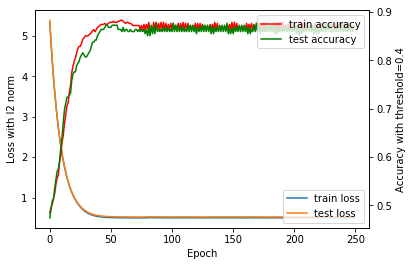 train accuracy
test accuracy
5
4
3
2
1
0.9
0.8
0.7
0.6
0.5
Loss with l2 norm
Accuracy with threshold=0.4
train loss
test loss
0
50
100
150
200
250
Epoch